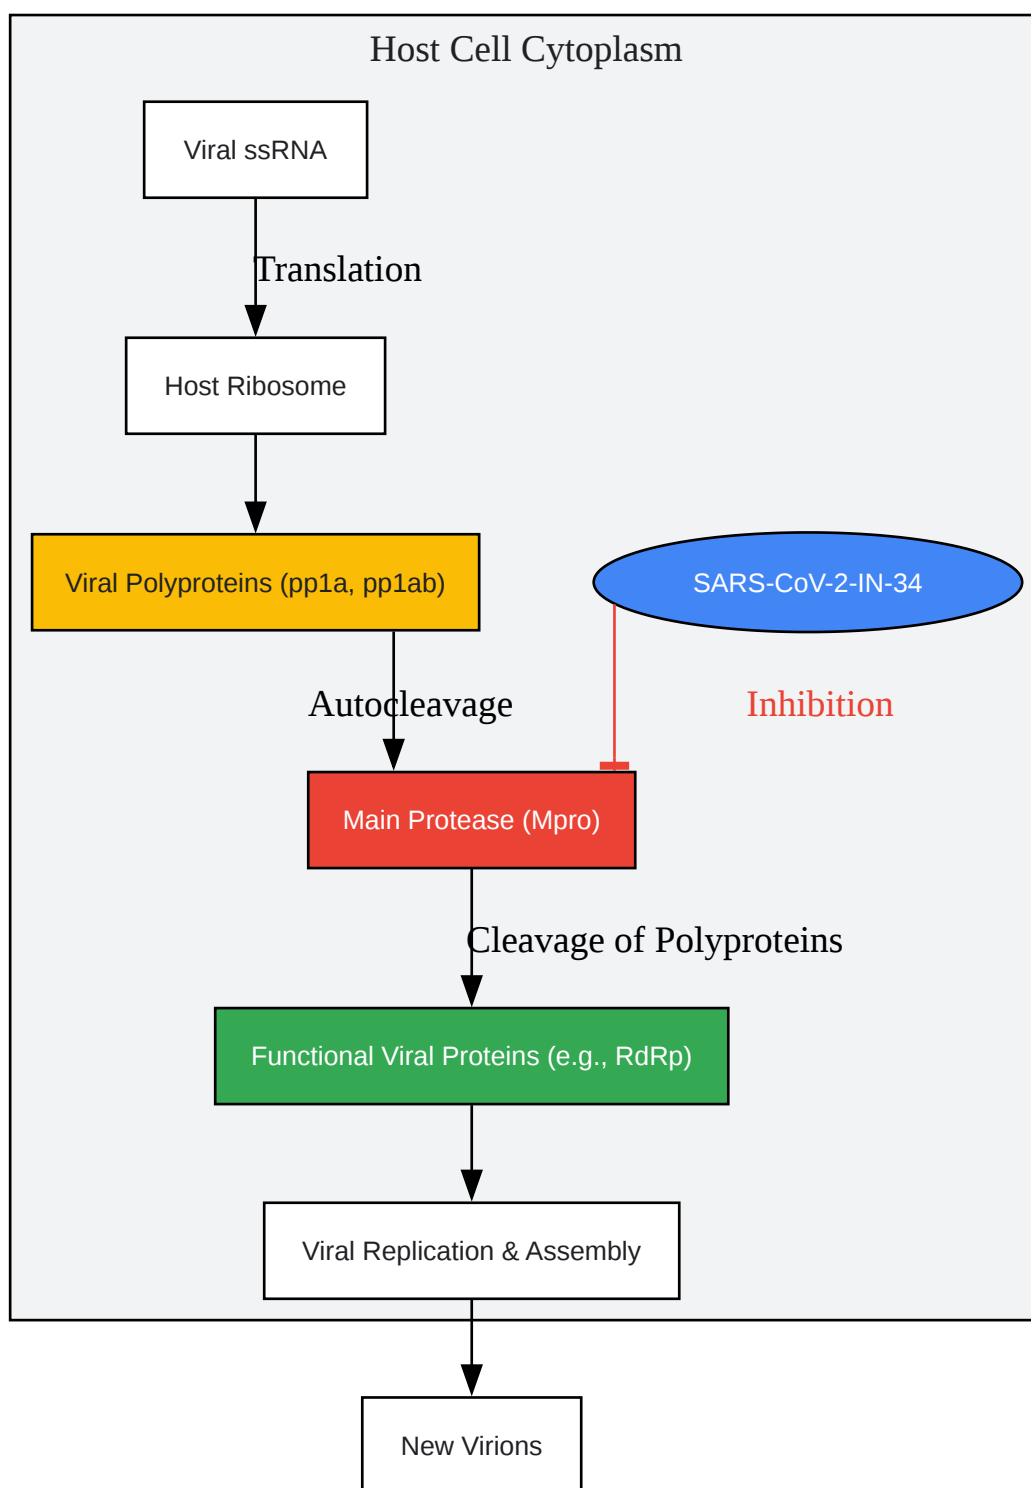 Host Cell Cytoplasm
Viral ssRNA
Translation
Host Ribosome
Viral Polyproteins (pp1a, pp1ab)
SARS-CoV-2-IN-34
Autocleavage
Inhibition
Main Protease (Mpro)
Cleavage of Polyproteins
Functional Viral Proteins (e.g., RdRp)
Viral Replication & Assembly
New Virions